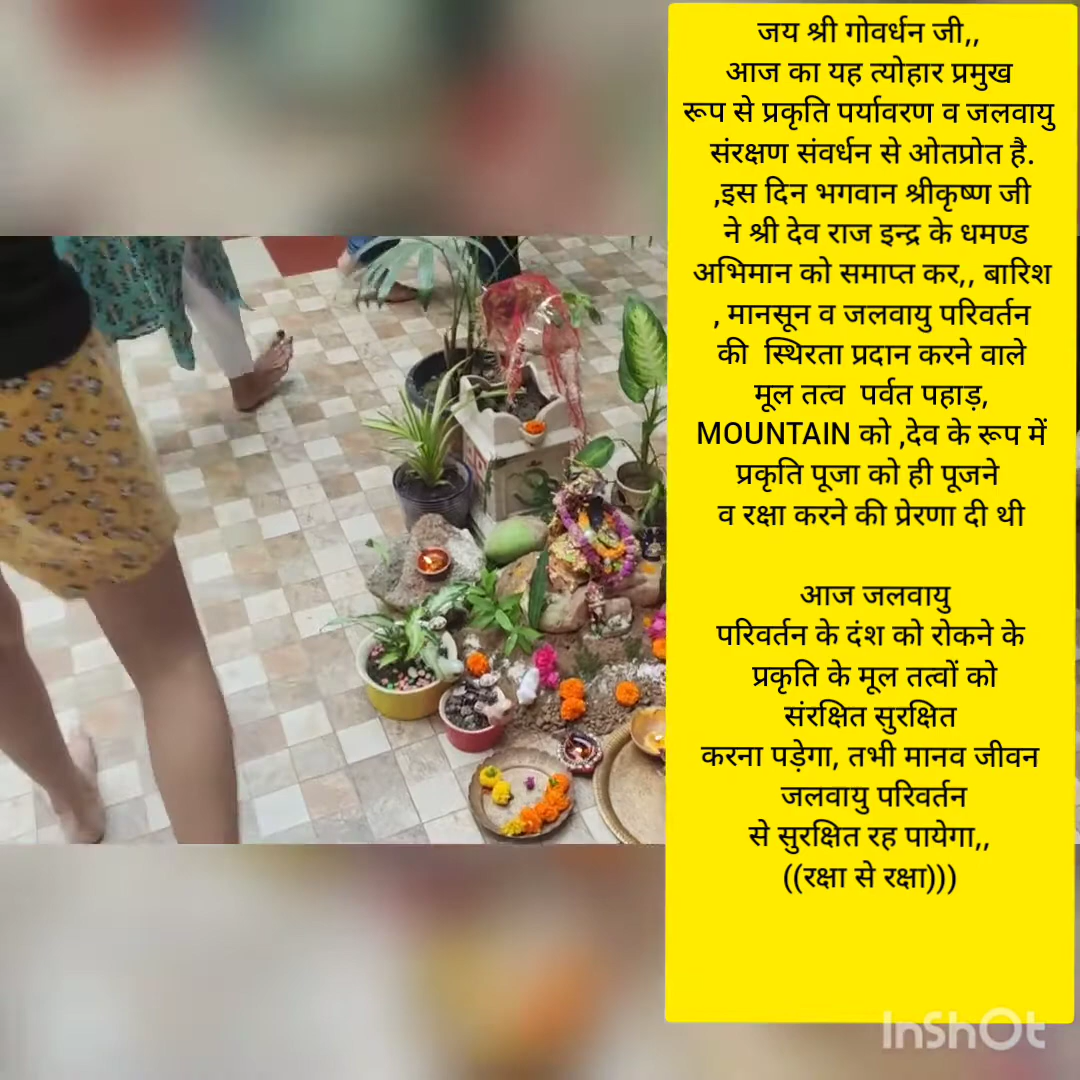 जय श्री गोवर्धन जी,,
आज का यह त्योहार प्रमुख
रूप से प्रकृति पर्यावरण व जलवायु
संरक्षण संवर्धन से ओतप्रोत है.
,इस दिन भगवान श्रीकृष्ण जी
ने श्री देव राज इन्द्र के धमण्ड
अभिमान को समाप्त कर,, बारिश
, मानसून व जलवायु परिवर्तन
की स्थिरता प्रदान करने वाले
मूल तत्व पर्वत पहाड़,
MOUNTAIN को ,देव के रूप में
प्रकृति पूजा को ही पूजने
व रक्षा करने की प्रेरणा दी थी
आज जलवायु
परिवर्तन के दंश को रोकने के
प्रकृति के मूल तत्वों को
संरक्षित सुरक्षित
करना पड़ेगा, तभी मानव जीवन
जलवायु परिवर्तन
से सुरक्षित रह पायेगा,,
((रक्षा से रक्षा)))
InShOt